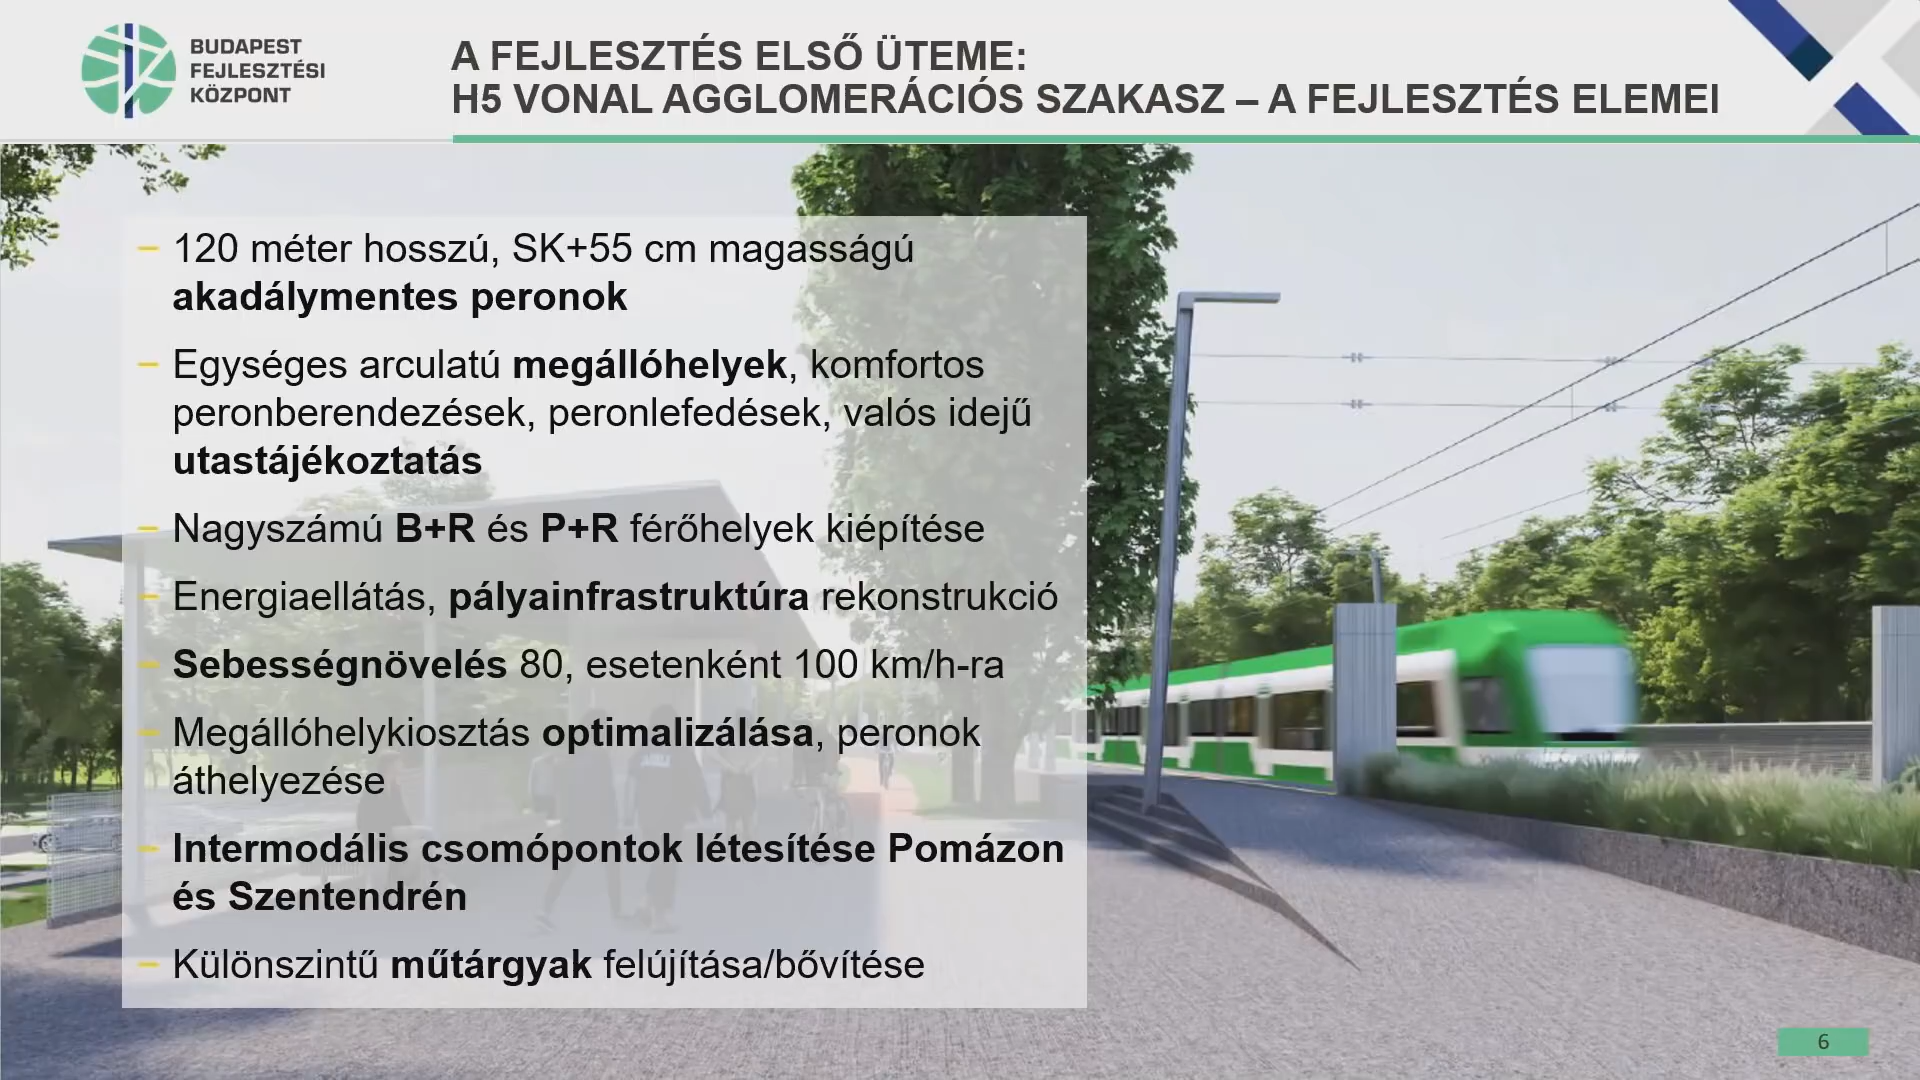 BUDAPEST
FEJLESZTÉSI
KÖZPONT
A FEJLESZTÉS ELSŐ ÜTEME:
H5 VONAL AGGLOMERÁCIÓS SZAKASZ – A FEJLESZTÉS ELEMEI
– 120 méter hosszú, SK+55 cm magasságú
akadálymentes peronok
– Egységes arculatú megállóhelyek, komfortos
peronberendezések, peronlefedések, valós idejű
utastájékoztatás
– Nagyszámú B+R és P+R férőhelyek kiépítése
– Energiaellátás, pályainfrastruktúra rekonstrukció
– Sebességnövelés 80, esetenként 100 km/h-ra
– Megállóhelykiosztás optimalizálása, peronok
áthelyezése
– Intermodális csomópontok létesítése Pomázon
és Szentendrén
– Különszintű műtárgyak felújítása/bővítése
6